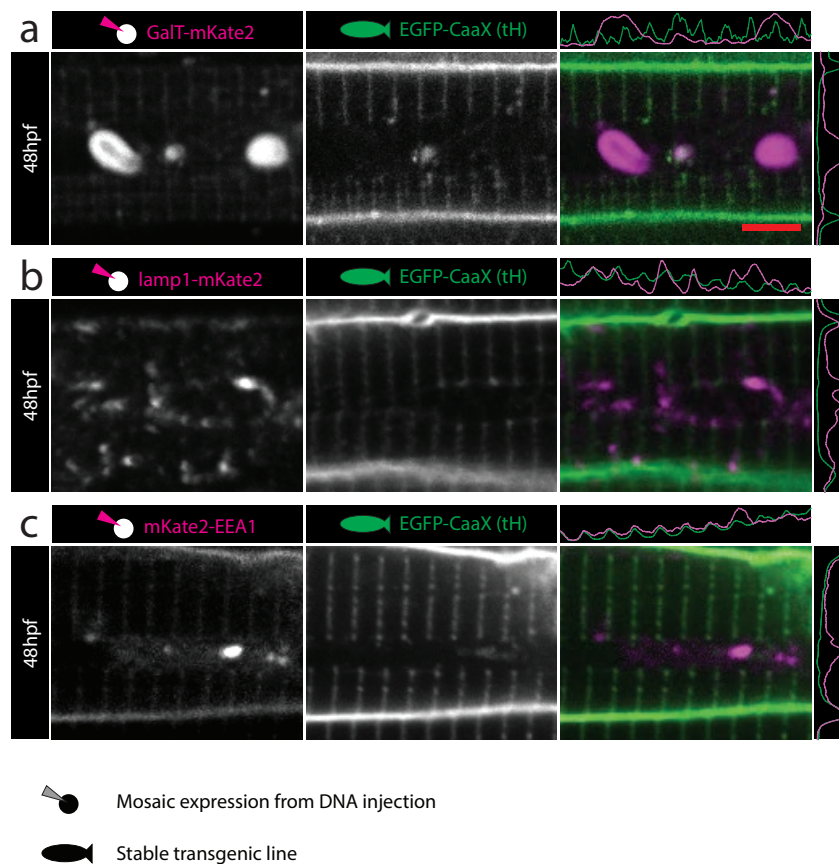 a
GalT-mKate2
EGFP-CaaX (tH)
48hpf
b
lamp1-mKate2
EGFP-CaaX (tH)
48hpf
c
mKate2-EEA1
EGFP-CaaX (tH)
48hpf
Mosaic expression from DNA injection
Stable transgenic line